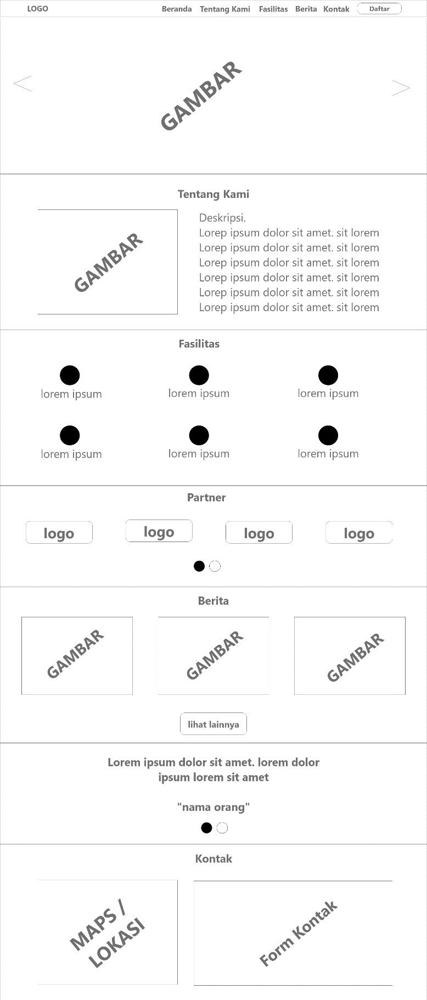 LOGO Beranda Tentang Kami Fasilitas Berita Kontak Daftar
GAMBAR
Tentang Kami
GAMBAR
Deskripsi.
Lorep ipsum dolor sit amet. sit lorem
Lorep ipsum dolor sit amet. sit lorem
Lorep ipsum dolor sit amet. sit lorem
Lorep ipsum dolor sit amet. sit lorem
Lorep ipsum dolor sit amet. sit lorem
Lorep ipsum dolor sit amet. sit lorem
Fasilitas
lorem ipsum lorem ipsum lorem ipsum
lorem ipsum lorem ipsum lorem ipsum
Partner
logo logo logo logo
Berita
GAMBAR GAMBAR GAMBAR
lihat lainnya
Lorem ipsum dolor sit amet. lorem dolor
ipsum lorem sit amet
"nama orang"
Kontak
MAPS /
LOKASI
Form Kontak